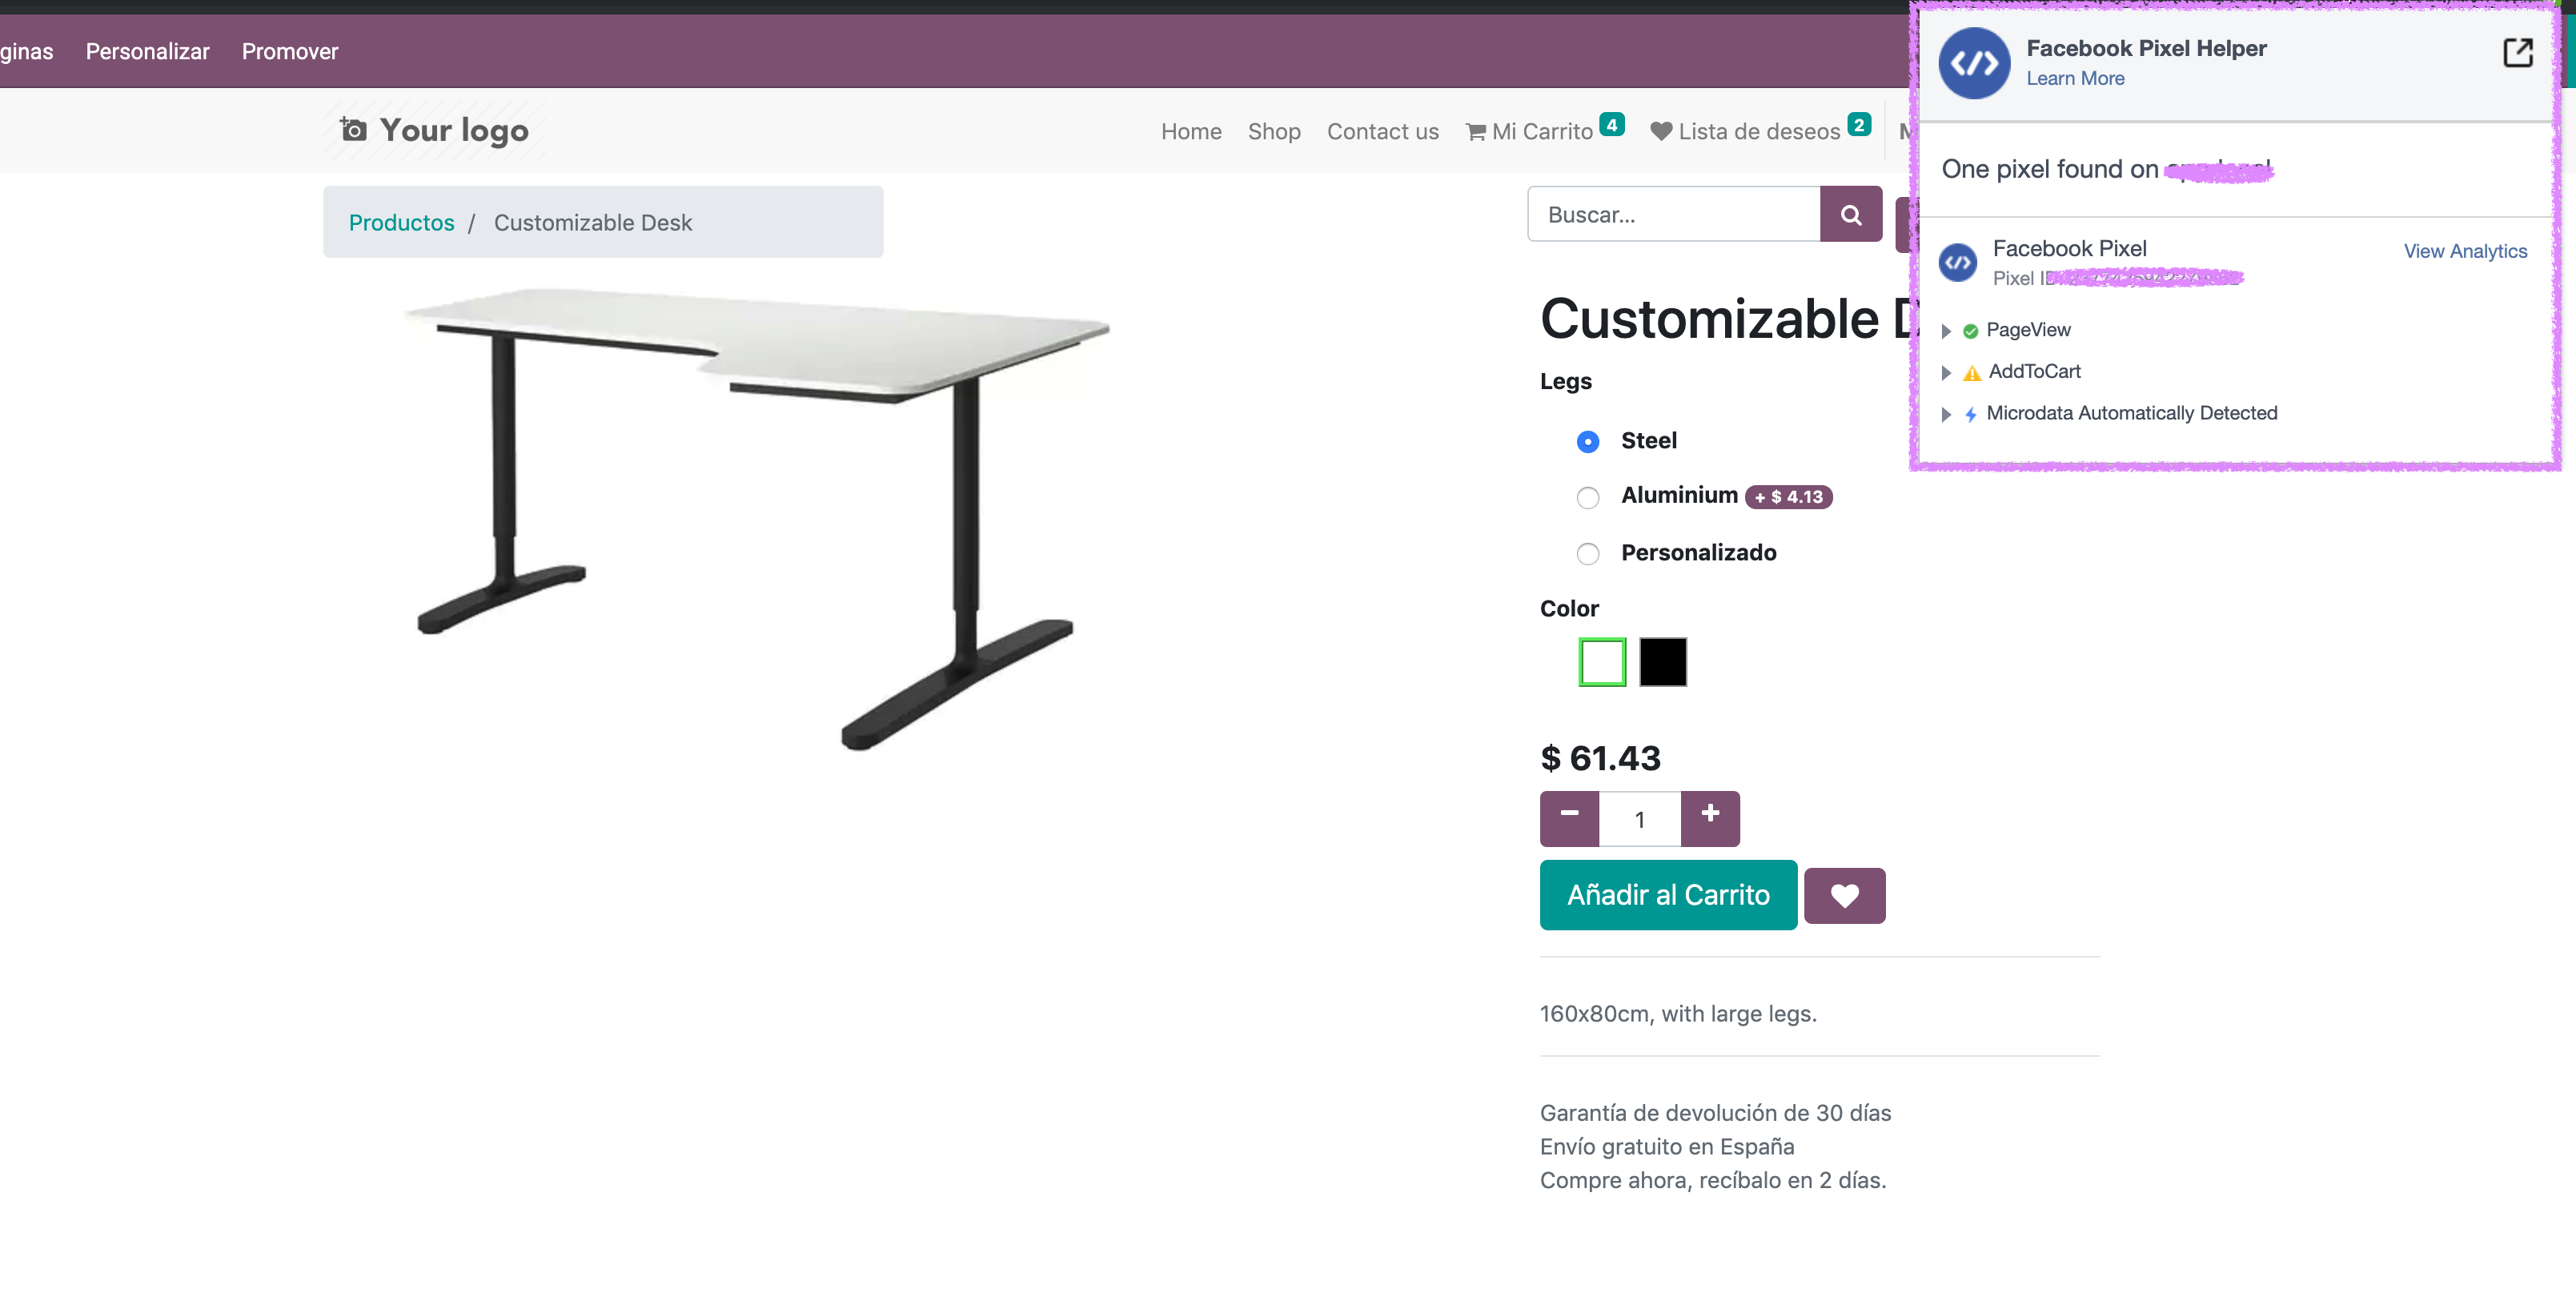 ginas Personalizar Promover
Your logo
Home Shop Contact us Mi Carrito 4 Lista de deseos 2
Productos / Customizable Desk
Buscar...
Customizable
Legs
Steel
Aluminium + $ 4.13
Personalizado
Color
$ 61.43
1
Añadir al Carrito
160x80cm, with large legs.
Garantía de devolución de 30 días
Envío gratuito en España
Compre ahora, recíbalo en 2 días.
Facebook Pixel Helper
Learn More
One pixel found on
Facebook Pixel
View Analytics
Pixel ID
PageView
AddToCart
Microdata Automatically Detected